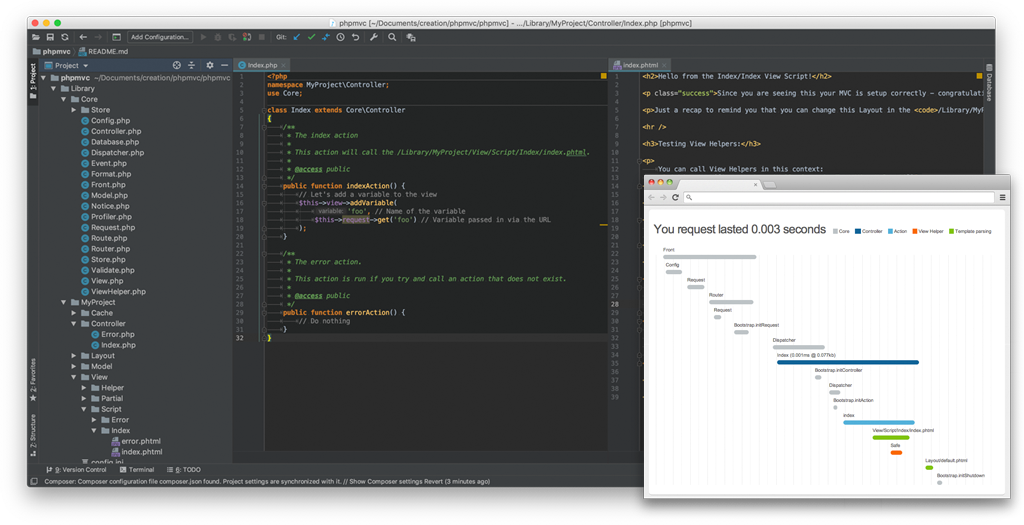 phpmvc [~/Documents/creation/phpmvc/phpmvc] - .../Library/MyProject/Controller/Index.php [phpmvc]
Add Configuration...
Git:
phpmvc
README.md
Project
Index.php
index.phtml
1: Project
2: Favorites
Z: Structure
Database
phpmvc ~/Documents/creation/phpmvc/phpmvc
Library
Core
Store
Config.php
Controller.php
Database.php
Dispatcher.php
Event.php
Format.php
Front.php
Model.php
Notice.php
Profiler.php
Request.php
Route.php
Router.php
Store.php
Validate.php
View.php
ViewHelper.php
MyProject
Cache
Controller
Error.php
Index.php
Layout
Model
View
Helper
Partial
Script
Error
Index
error.phtml
index.phtml
config.ini
1 <?php
2 namespace MyProject\Controller;
3 use Core;
4
5 class Index extends Core\Controller
6 {
7 /**
8 * The index action
9 *
10 * This action will call the /Library/MyProject/View/Script/Index/index.phtml.
11 *
12 * @access public
13 */
14 public function indexAction() {
15 // Let's add a variable to the view
16 $this->view->addVariable(
17 variable: 'foo', // Name of the variable
18 $this->request->get('foo') // Variable passed in via the URL
19 );
20 }
21
22 /**
23 * The error action.
24 *
25 * This action is run if you try and call an action that does not exist.
26 *
27 * @access public
28 */
29 public function errorAction() {
30 // Do nothing
31 }
32 }
<h2>Hello from the Index/Index View Script!</h2>
<p class="success">Since you are seeing this your MVC is setup correctly – congratulati
<p>Just a recap to remind you that you can change this Layout in the <code>/Library/MyP
<hr />
<h3>Testing View Helpers:</h3>
<p>
You can call View Helpers in this context:
You request lasted 0.003 seconds
Core
Controller
Action
View Helper
Template parsing
Front
Config
Request
Router
Request
Bootstrap.initRequest
Dispatcher
Index (0.001ms @ 0.077kb)
Bootstrap.initController
Dispatcher
Bootstrap.initAction
index
View/Script/Index/index.phtml
Safe
Layout/default.phtml
Bootstrap.initShutdown
9: Version Control
Terminal
6: TODO
Composer: Composer configuration file composer.json found. Project settings are synchronized with it. // Show Composer settings Revert (3 minutes ago)